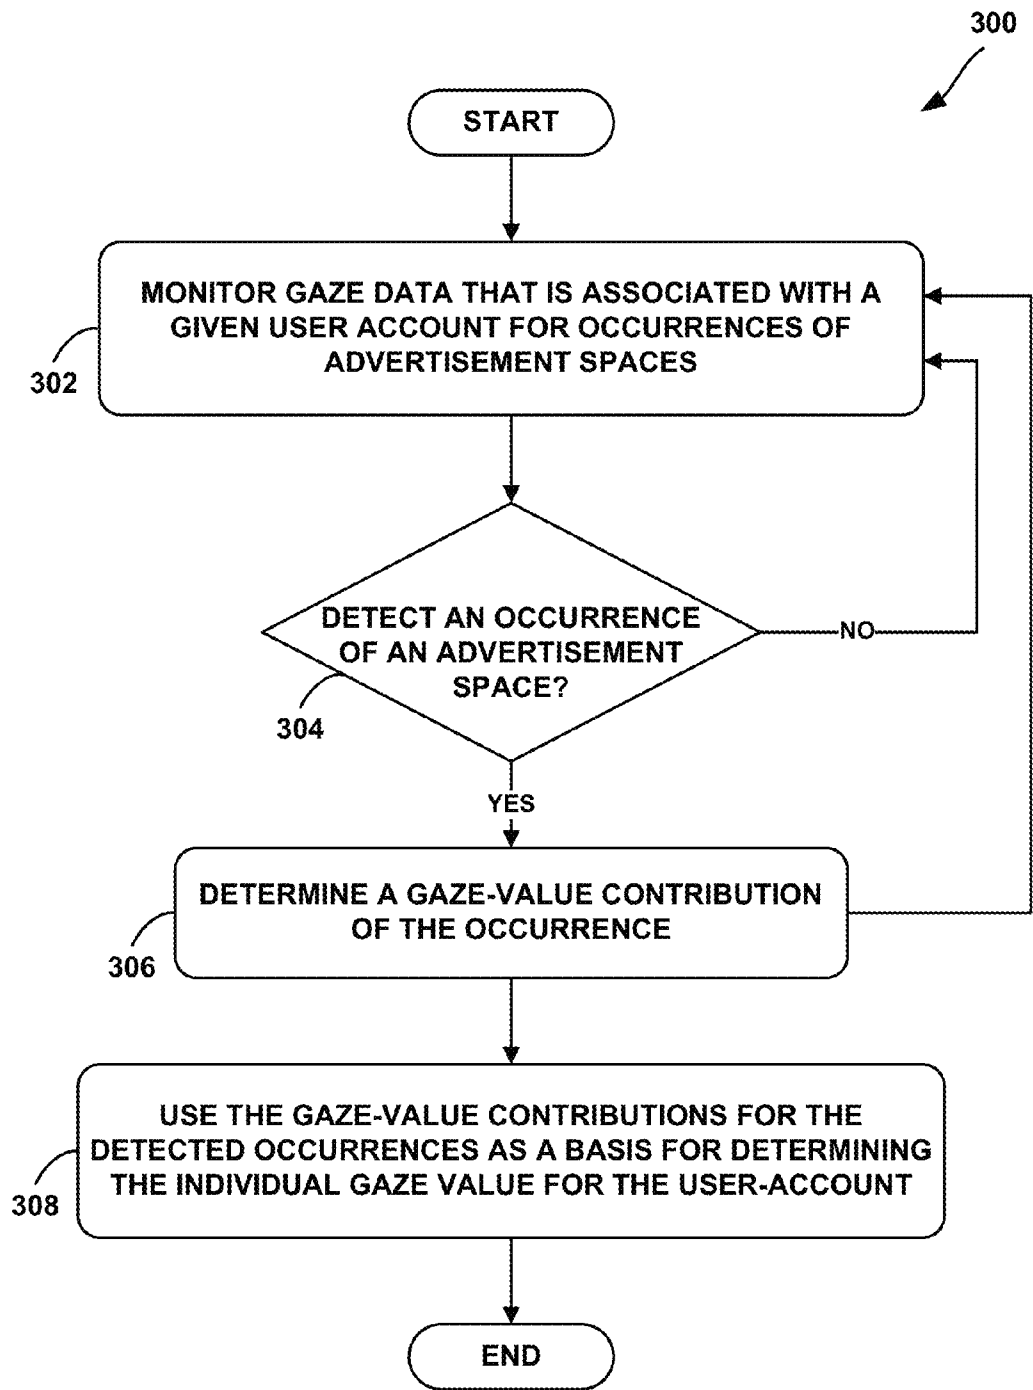 300
START
MONITOR GAZE DATA THAT IS ASSOCIATED WITH A
GIVEN USER ACCOUNT FOR OCCURRENCES OF
ADVERTISEMENT SPACES
302
DETECT AN OCCURRENCE
OF AN ADVERTISEMENT
SPACE?
NO
304
YES
DETERMINE A GAZE-VALUE CONTRIBUTION
OF THE OCCURRENCE
306
USE THE GAZE-VALUE CONTRIBUTIONS FOR THE
DETECTED OCCURRENCES AS A BASIS FOR DETERMINING
THE INDIVIDUAL GAZE VALUE FOR THE USER-ACCOUNT
308
END